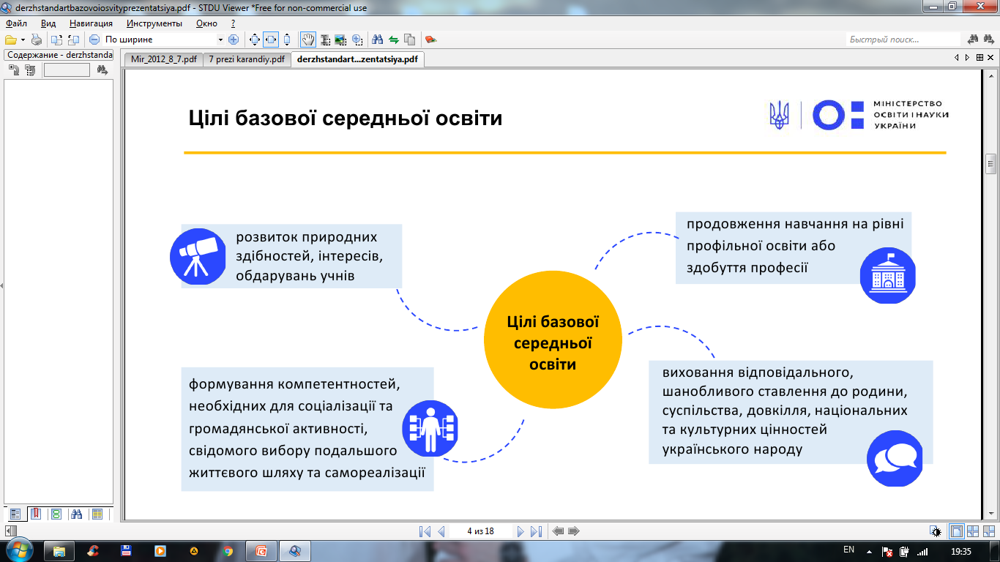 derzhstandartbazovoiosvityprezentatsiya.pdf - STDU Viewer *Free for non-commercial use
Файл Вид Навигация Инструменты Окно ?
По ширине
Быстрый поиск...
Содержание - derzhstanda
Mir_2012_8_7.pdf
7 prezi karandiy.pdf
derzhstandart...zentatsiya.pdf
Цілі базової середньої освіти
МІНІСТЕРСТВО
ОСВІТИ І НАУКИ
УКРАЇНИ
розвиток природних
здібностей, інтересів,
обдарувань учнів
продовження навчання на рівні
профільної освіти або
здобуття професії
Цілі базової
середньої
освіти
формування компетентностей,
необхідних для соціалізації та
громадянської активності,
свідомого вибору подальшого
життєвого шляху та самореалізації
виховання відповідального,
шанобливого ставлення до родини,
суспільства, довкілля, національних
та культурних цінностей
українського народу
4 из 18
EN
19:35